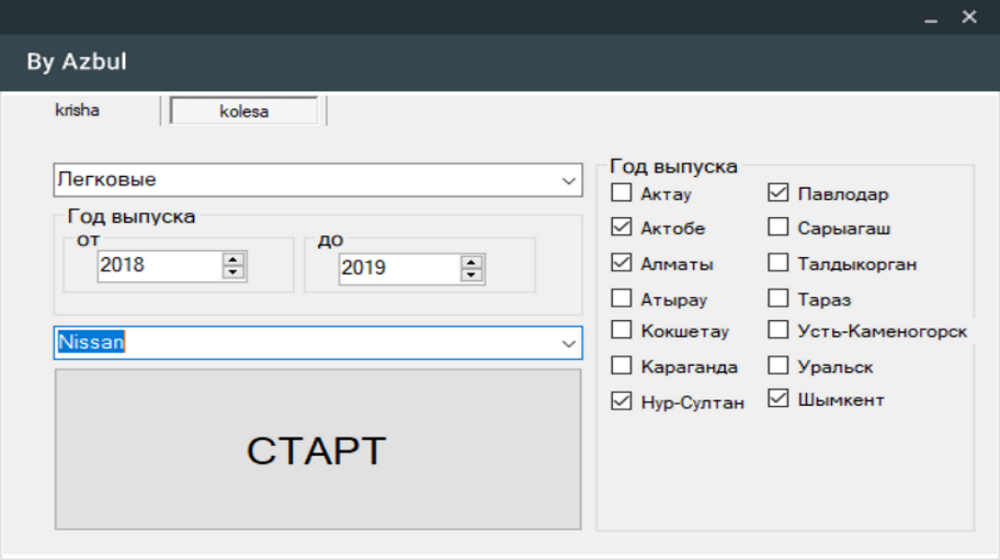 By Azbul
krisha
kolesa
Легковые
Год выпуска
от
2018
до
2019
Nissan
СТАРТ
Год выпуска
Актау
Актобе
Алматы
Атырау
Кокшетау
Караганда
Нур-Султан
Павлодар
Сарыагаш
Талдыкорган
Тараз
Усть-Каменогорск
Уральск
Шымкент